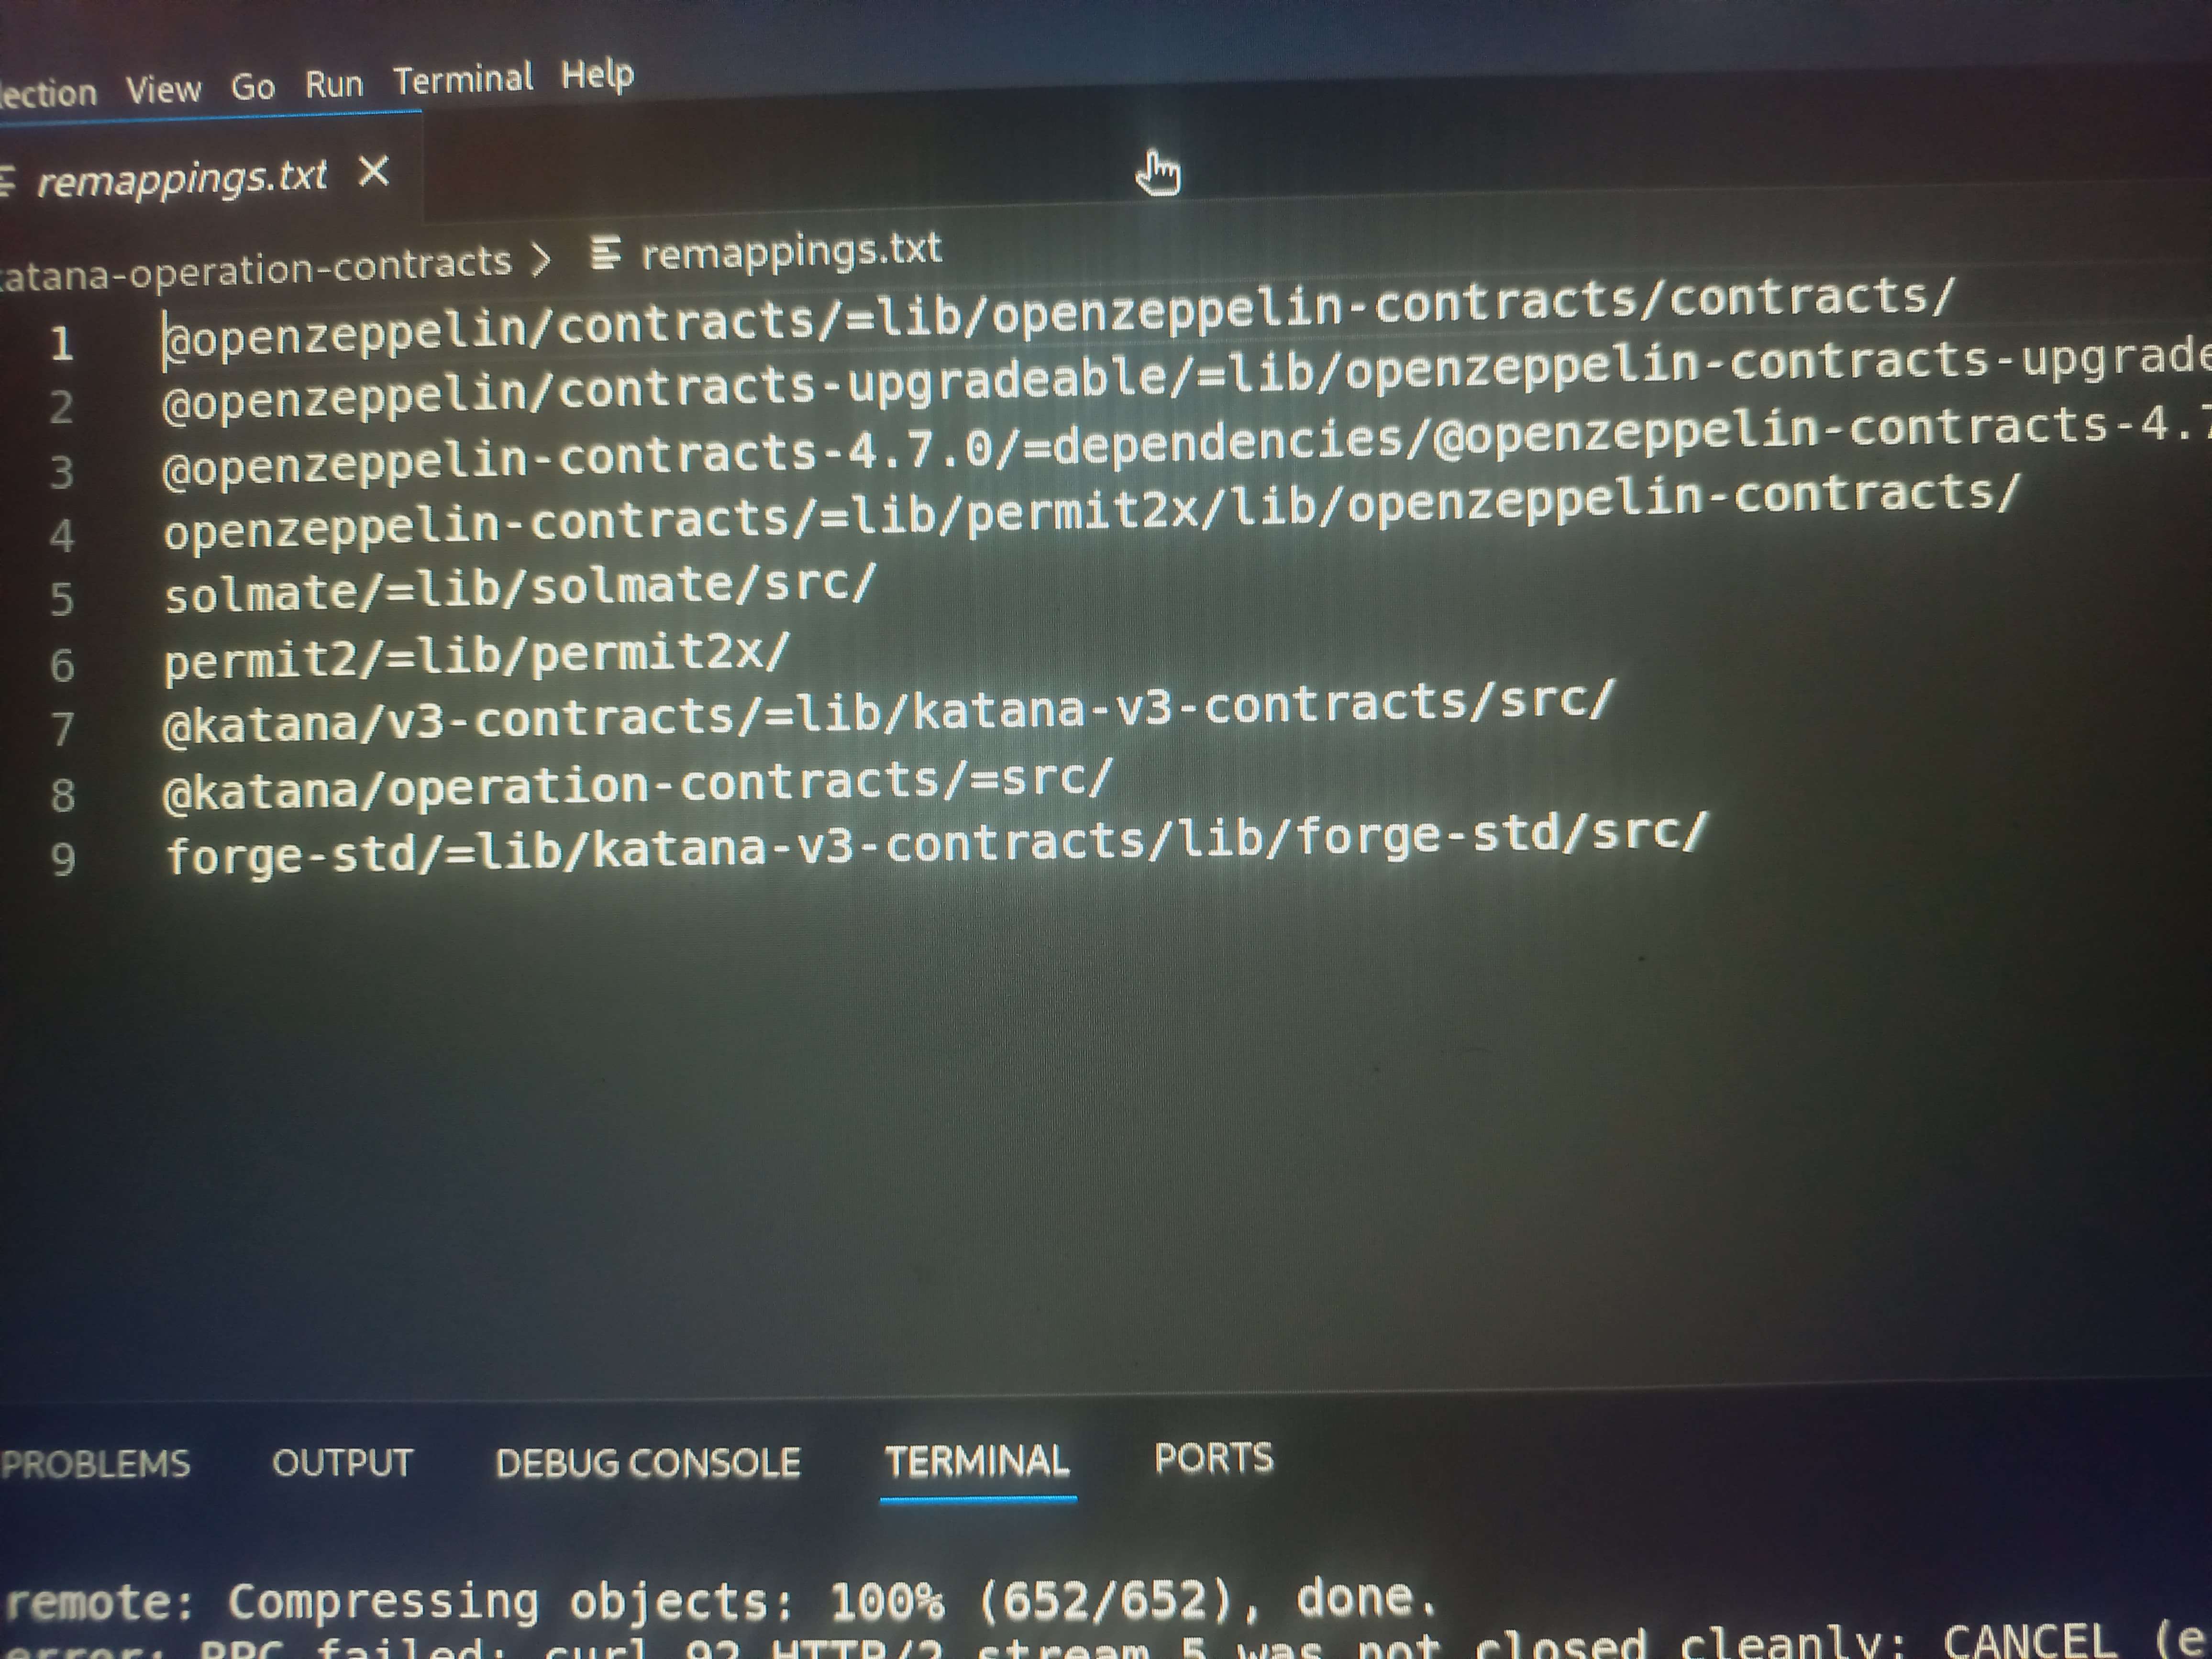 View Go Run Terminal Help
remappings.txt ×
atana-operation-contracts > remappings.txt
1 @openzeppelin/contracts/=lib/openzeppelin-contracts/contracts/
2 @openzeppelin/contracts-upgradeable/=lib/openzeppelin-contracts-upgrade
3 @openzeppelin-contracts-4.7.0/=dependencies/@openzeppelin-contracts-4.7
4 openzeppelin-contracts/=lib/permit2x/lib/openzeppelin-contracts/
5 solmate/=lib/solmate/src/
6 permit2/=lib/permit2x/
7 @katana/v3-contracts/=lib/katana-v3-contracts/src/
8 @katana/operation-contracts/=src/
9 forge-std/=lib/katana-v3-contracts/lib/forge-std/src/
PROBLEMS OUTPUT DEBUG CONSOLE TERMINAL PORTS
remote: Compressing objects: 100% (652/652), done.
error: RPC failed; curl 92 HTTP/2 stream 5 was not closed cleanly: CANCEL (e